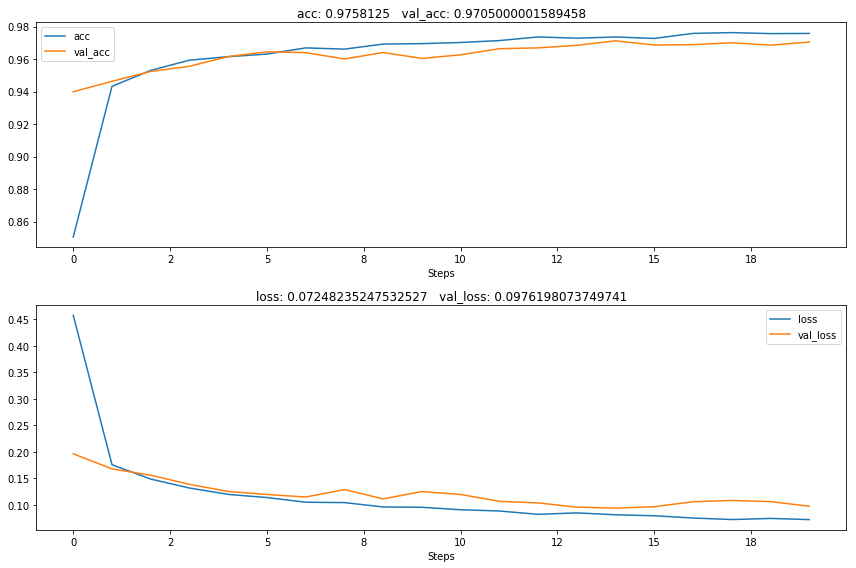 acc: 0.9758125 val_acc: 0.9705000001589458
acc
val_acc
0.98
0.96
0.94
0.92
0.90
0.88
0.86
0 2 5 8 10 12 15 18
Steps
loss: 0.07248235247532527 val_loss: 0.0976198073749741
loss
val_loss
0.45
0.40
0.35
0.30
0.25
0.20
0.15
0.10
0 2 5 8 10 12 15 18
Steps